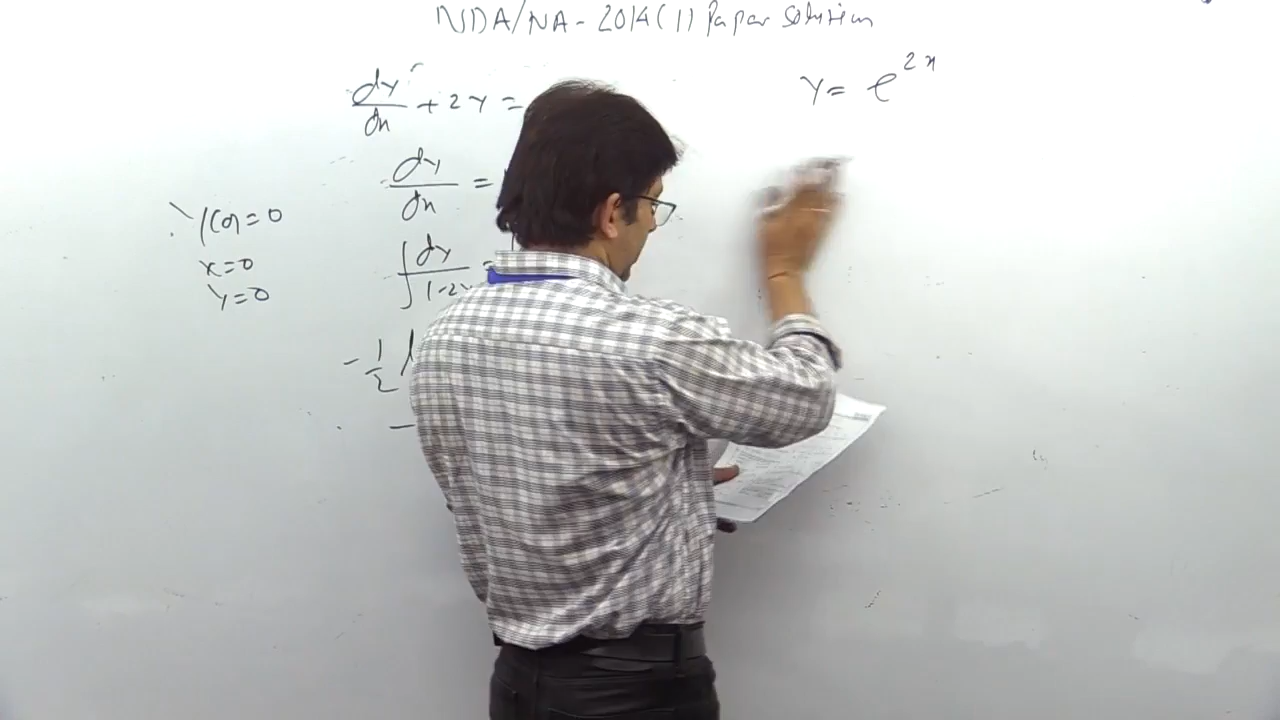 NDA/NA - 2014(1) Paper Solution
dy/dx + 2y =
y = e^2x
dy/dx =
y(0) = 0
x = 0
∫ dy/1-2y =
y = 0
- 1/2 l
-